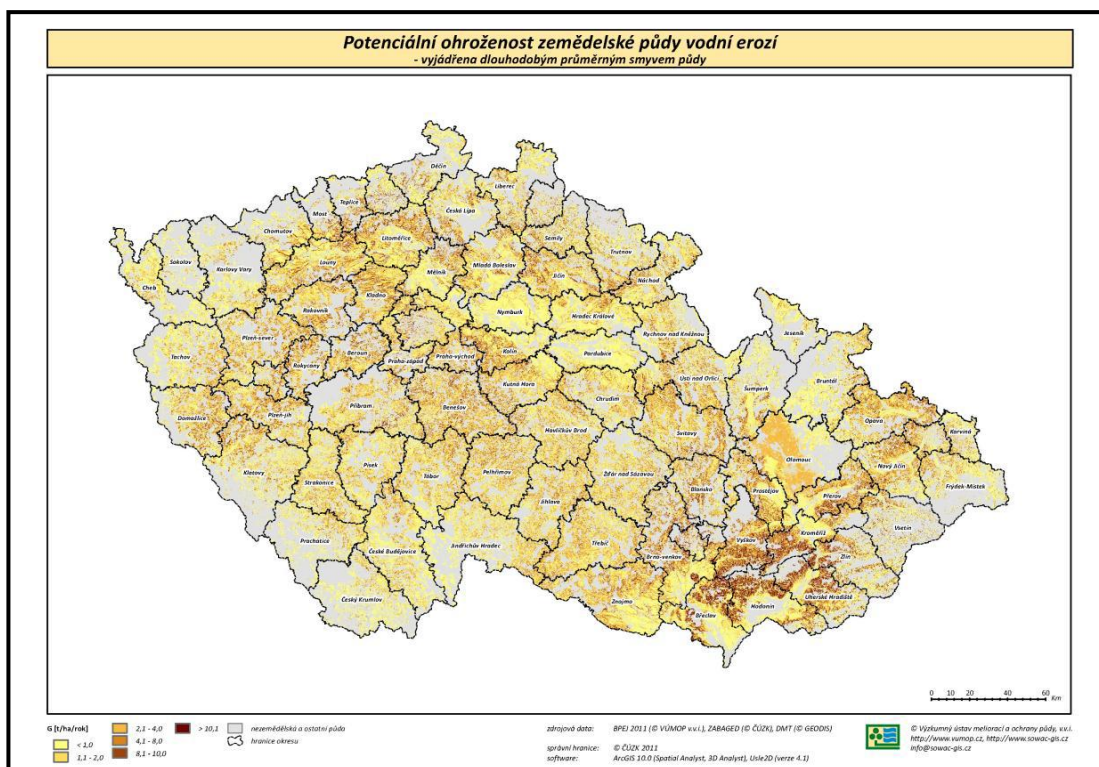 Potenciální ohroženost zemědelské půdy vodní erozí
- vyjádřena dlouhodobým průměrným smyvem půdy
Děčín
Liberec
Teplice
Most
Česká Lípa
Chomutov
Litoměřice
Semily
Trutnov
Sokolov
Karlovy Vary
Louny
Mladá Boleslav
Jičín
Mělník
Náchod
Cheb
Kladno
Rakovník
Nymburk
Hradec Králové
Rychnov nad Kněžnou
Jeseník
Plzeň-sever
Beroun
Praha-západ
Praha-východ
Kolín
Pardubice
Tachov
Rokycany
Ústí nad Orlicí
Šumperk
Bruntál
Kutná Hora
Chrudim
Příbram
Benešov
Domažlice
Plzeň-jih
Opava
Karviná
Havlíčkův Brod
Svitavy
Olomouc
Nový Jičín
Klatovy
Písek
Tábor
Pelhřimov
Žďár nad Sázavou
Frýdek-Místek
Strakonice
Blansko
Prostějov
Přerov
Jihlava
Vsetín
Kroměříž
Prachatice
České Budějovice
Jindřichův Hradec
Třebíč
Brno-venkov
Vyškov
Zlín
Český Krumlov
Znojmo
Břeclav
Hodonín
Uherské Hradiště
0 10 20 40 60
Km
G [t/ha/rok]
< 1,0
1,1 - 2,0
2,1 - 4,0
4,1 - 8,0
8,1 - 10,0
> 10,1
nezemědělská a ostatní půda
hranice okresu
zdrojová data: BPEJ 2011 (© VÚMOP v.v.i.), ZABAGED (© ČÚZK), DMT (© GEODIS)
správní hranice: © ČÚZK 2011
software: ArcGIS 10.0 (Spatial Analyst, 3D Analyst), Usle2D (verze 4.1)
© Výzkumný ústav meliorací a ochrany půdy, v.v.i.
http://www.vumop.cz, http://www.sowac-gis.cz
info@sowac-gis.cz